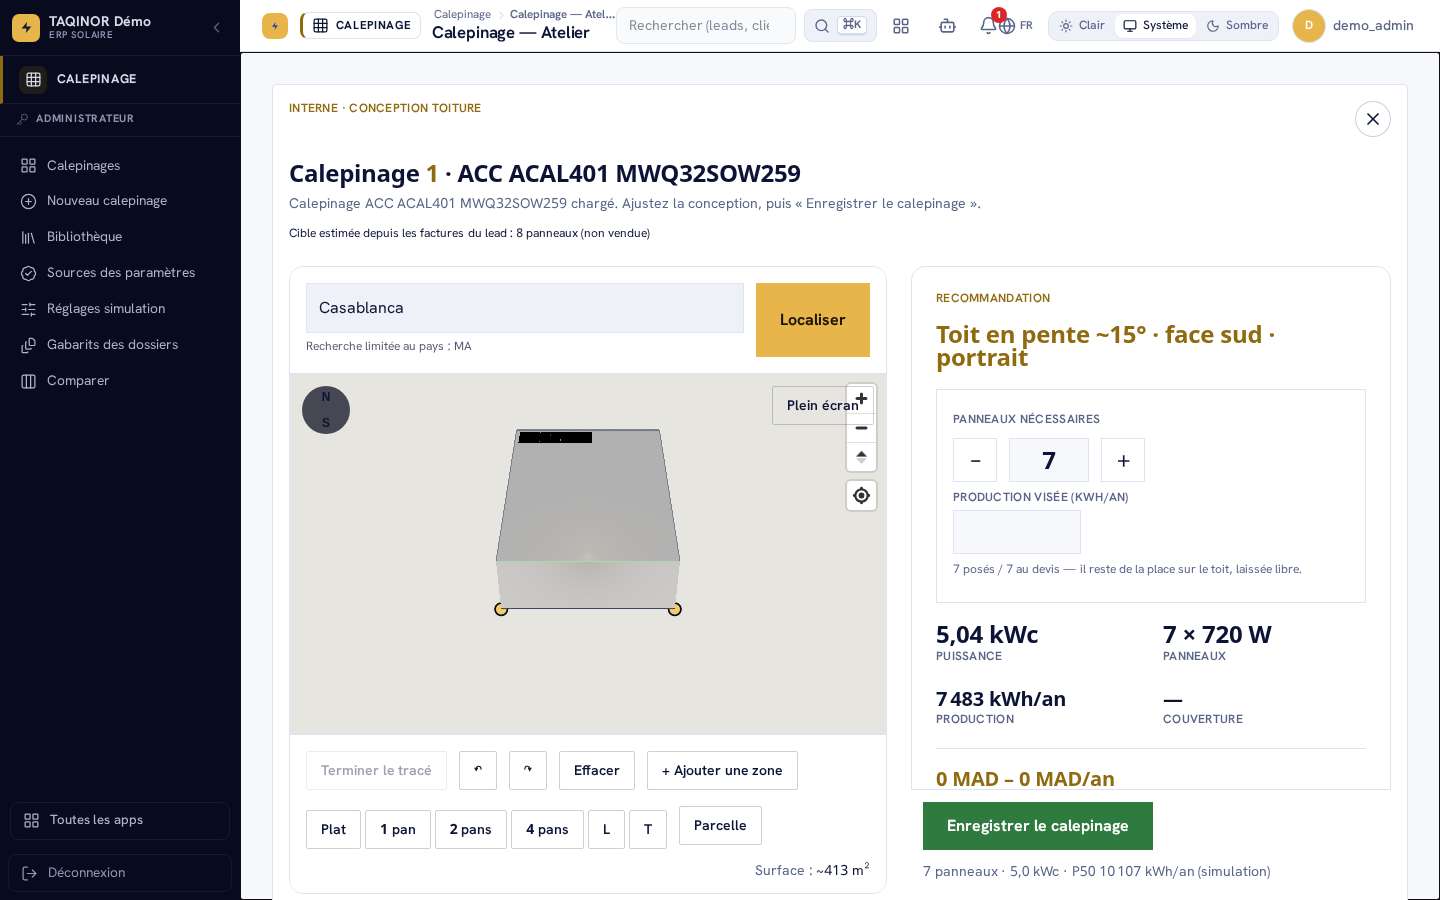 TAQINOR Démo
ERP SOLAIRE
CALEPINAGE
ADMINISTRATEUR
Calepinages
Nouveau calepinage
Bibliothèque
Sources des paramètres
Réglages simulation
Gabarits des dossiers
Comparer
Toutes les apps
Déconnexion
CALEPINAGE
Calepinage
Calepinage — Atel...
Calepinage — Atelier
Rechercher (leads, clie
⌘K
1
FR
Clair
Système
Sombre
D
demo_admin
INTERNE · CONCEPTION TOITURE
Calepinage 1 · ACC ACAL401 MWQ32SOW259
Calepinage ACC ACAL401 MWQ32SOW259 chargé. Ajustez la conception, puis « Enregistrer le calepinage ».
Cible estimée depuis les factures du lead : 8 panneaux (non vendue)
Casablanca
Localiser
Recherche limitée au pays : MA
N
S
Plein écran
Terminer le tracé
↶
↷
Effacer
+ Ajouter une zone
Plat
1 pan
2 pans
4 pans
L
T
Parcelle
Surface : ~413 m²
RECOMMANDATION
Toit en pente ~15° · face sud ·
portrait
PANNEAUX NÉCESSAIRES
−
7
+
PRODUCTION VISÉE (KWH/AN)
7 posés / 7 au devis — il reste de la place sur le toit, laissée libre.
5,04 kWc
PUISSANCE
7 × 720 W
PANNEAUX
7 483 kWh/an
PRODUCTION
—
COUVERTURE
0 MAD – 0 MAD/an
Enregistrer le calepinage
7 panneaux · 5,0 kWc · P50 10 107 kWh/an (simulation)